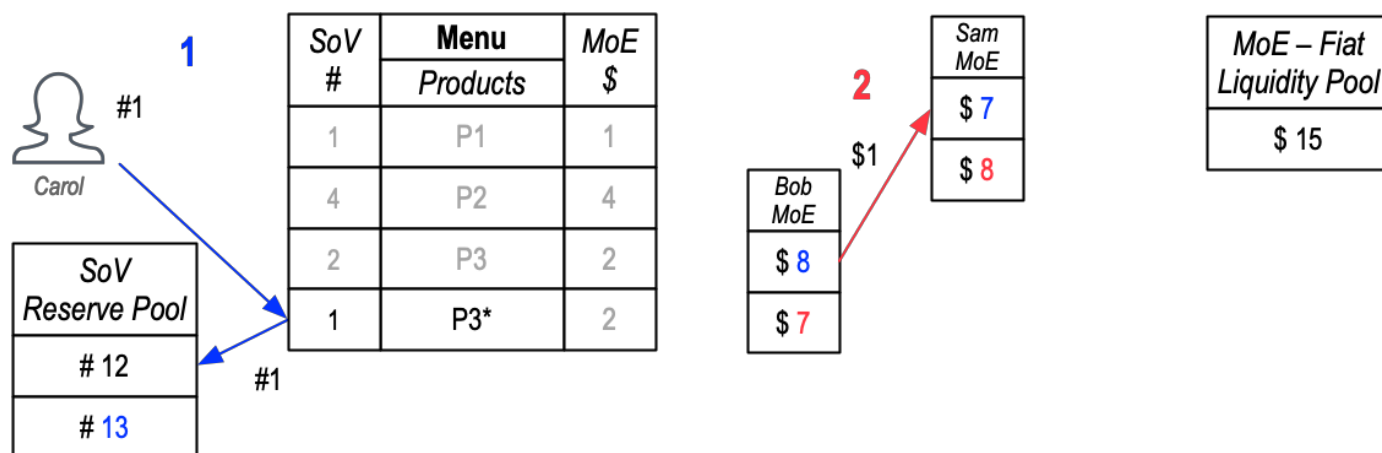 1
#1
Carol
SoV
Reserve Pool
# 12
# 13
#1
SoV
#
Menu
Products
MoE
$
1 P1 1
4 P2 4
2 P3 2
1 P3* 2
2
$1
Bob
MoE
$ 8
$ 7
Sam
MoE
$ 7
$ 8
MoE – Fiat
Liquidity Pool
$ 15